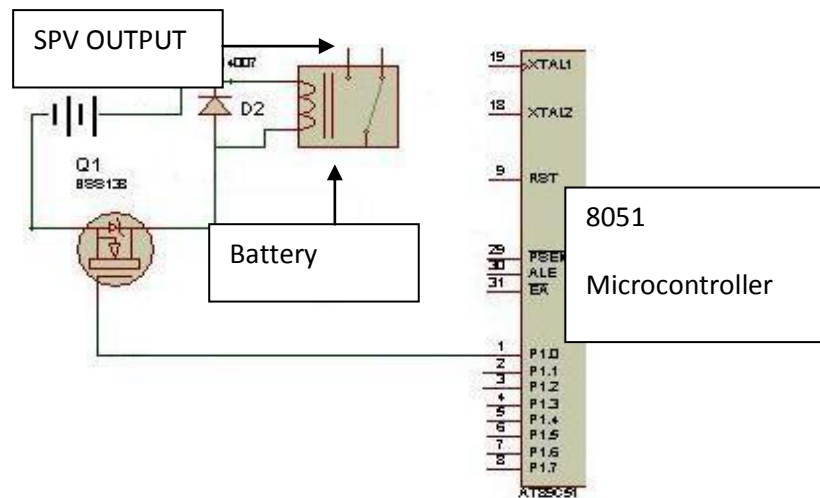 SPV OUTPUT
4007
D2
Q1
BSS138
Battery
19
XTAL1
18
XTAL2
9
RST
8051
Microcontroller
29
PSEN
30
ALE
31
EA
1
P1.0
2
P1.1
3
P1.2
4
P1.3
5
P1.4
6
P1.5
7
P1.6
8
P1.7
AT89C51